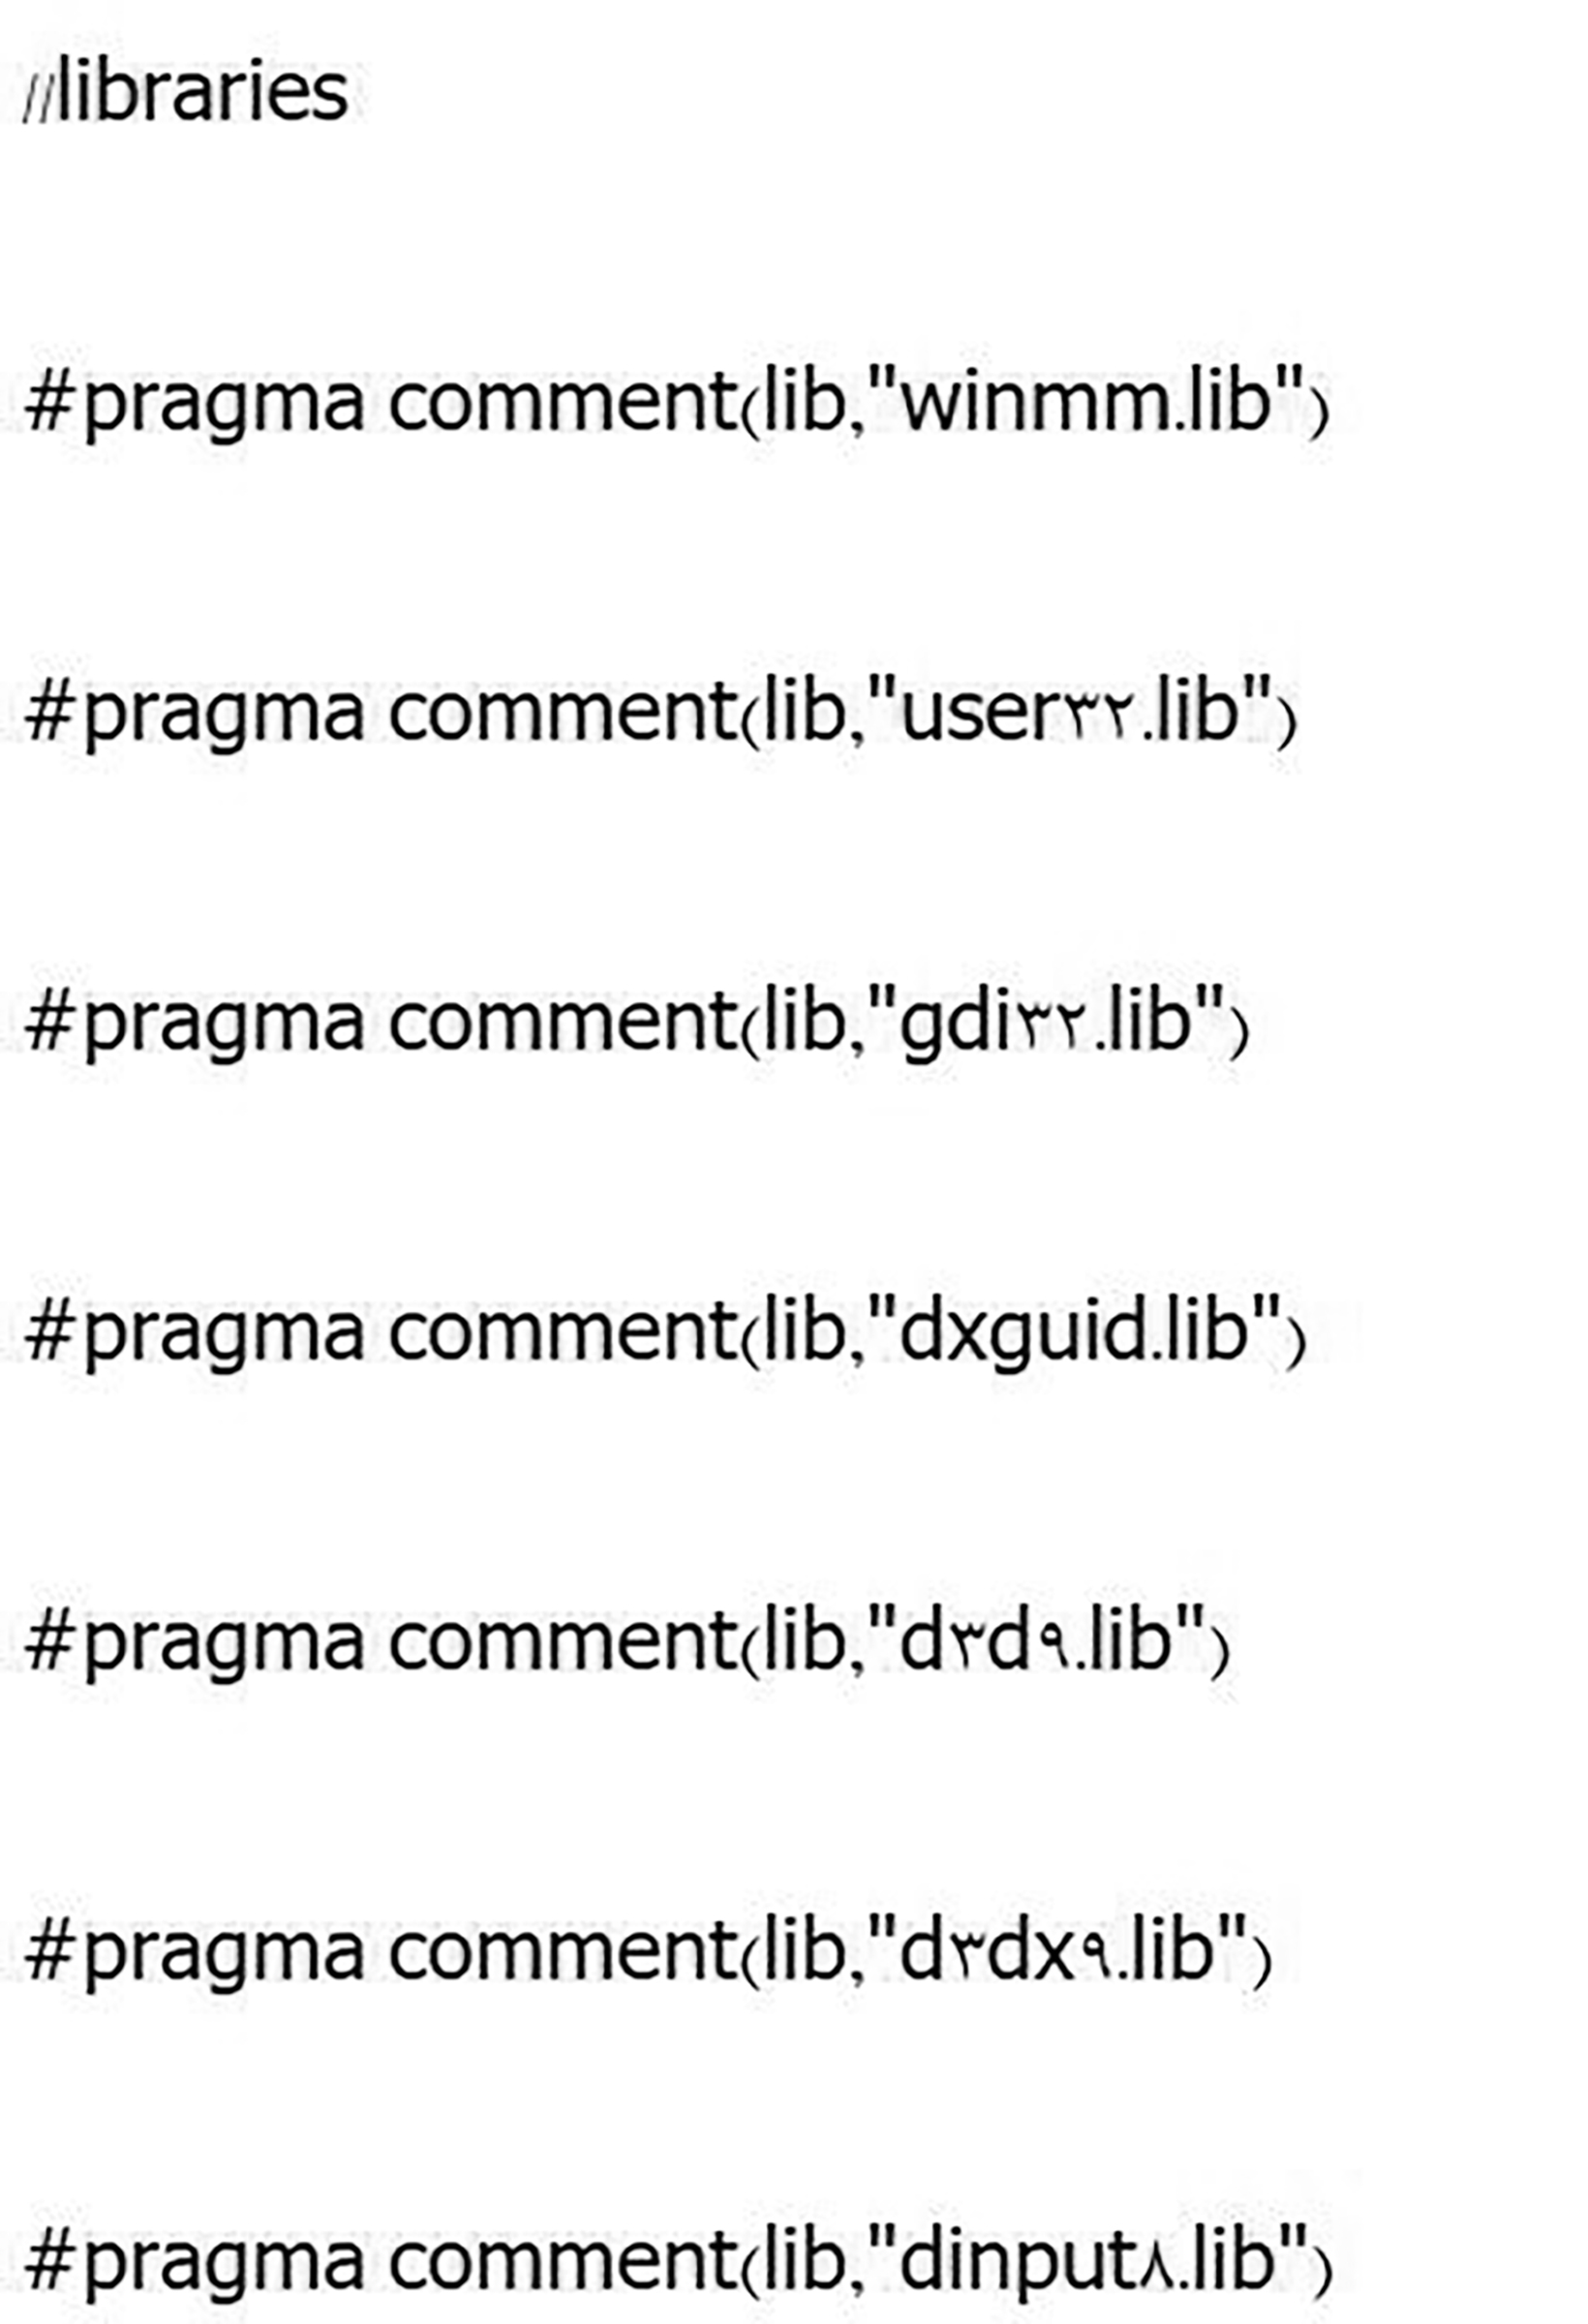 //libraries
#pragma comment(lib,"winmm.lib")
#pragma comment(lib,"user۳۲.lib")
#pragma comment(lib,"gdi۳۲.lib")
#pragma comment(lib,"dxguid.lib")
#pragma comment(lib,"d۳d۹.lib")
#pragma comment(lib,"d۳dx۹.lib")
#pragma comment(lib,"dinput۸.lib")